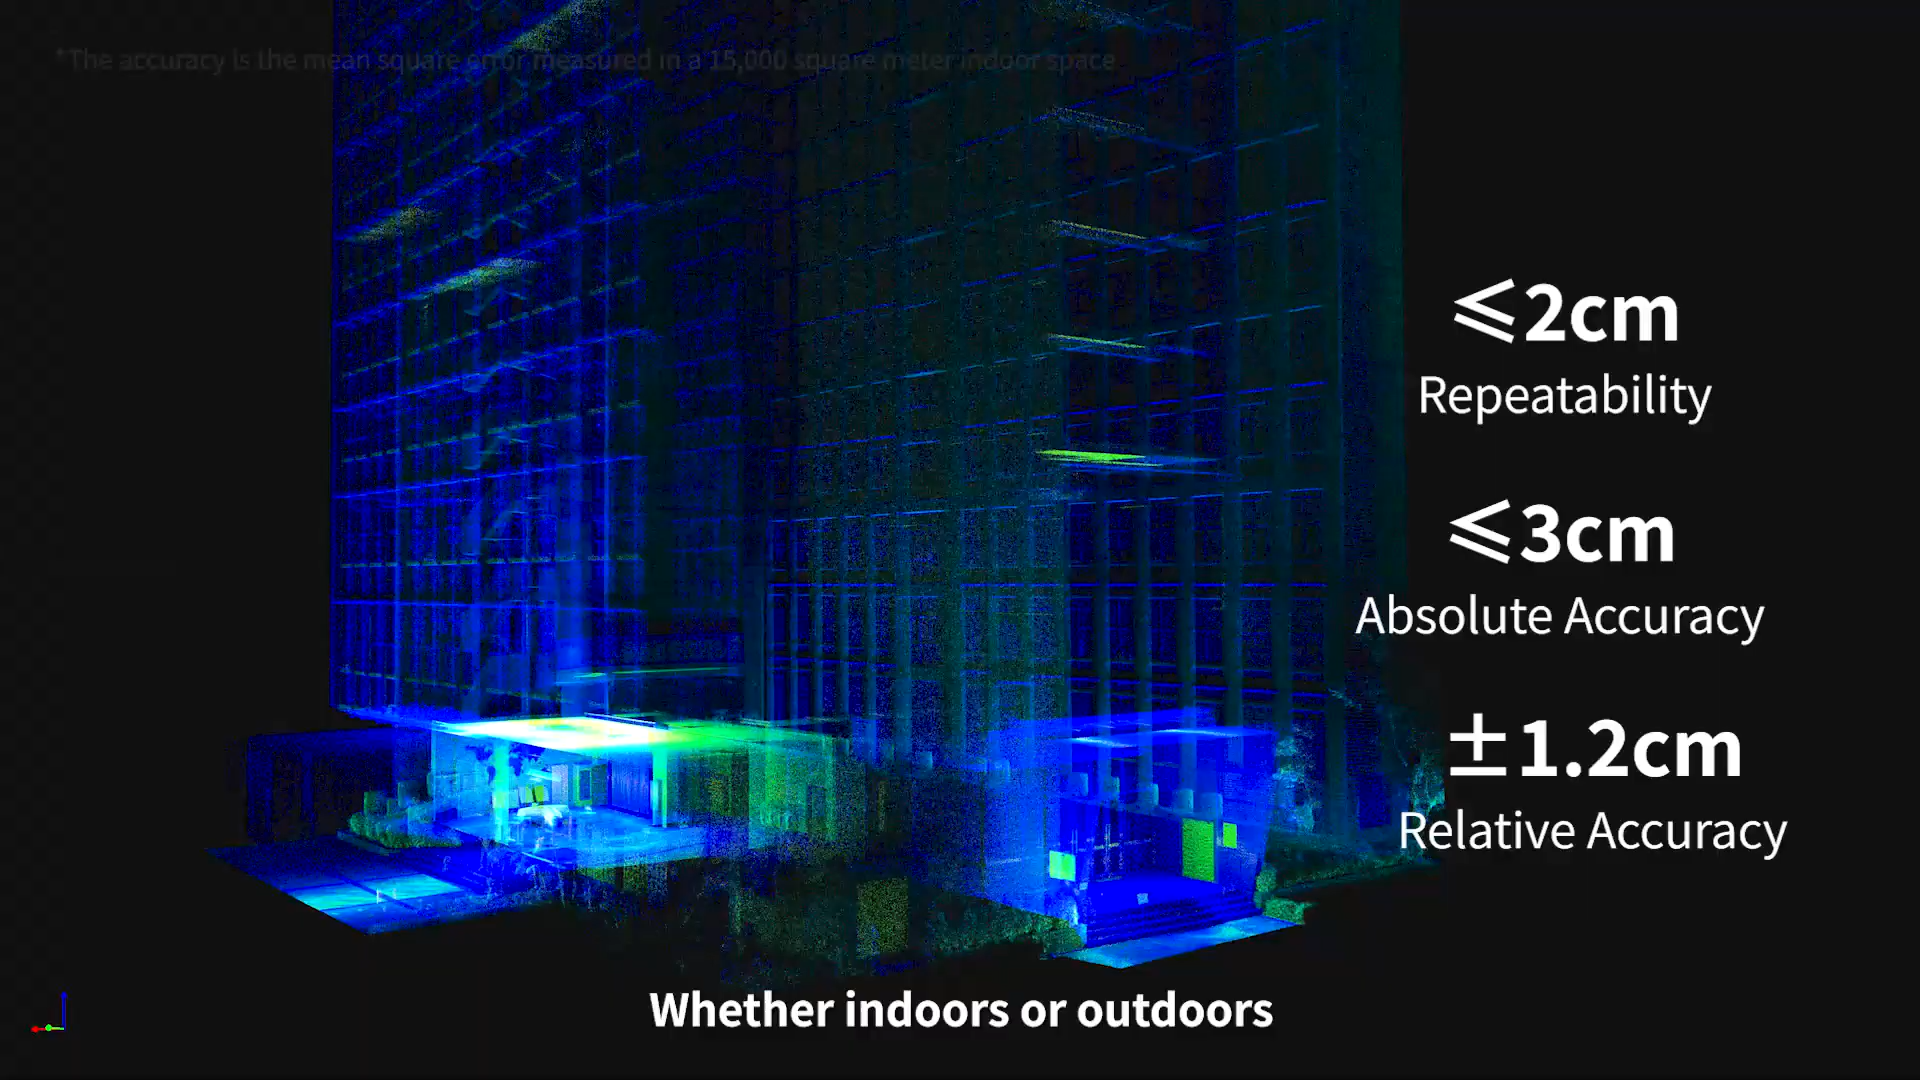 *The accuracy is the mean square error measured in a 15,000 square meter indoor space
⩽2cm
Repeatability
⩽3cm
Absolute Accuracy
±1.2cm
Relative Accuracy
Whether indoors or outdoors